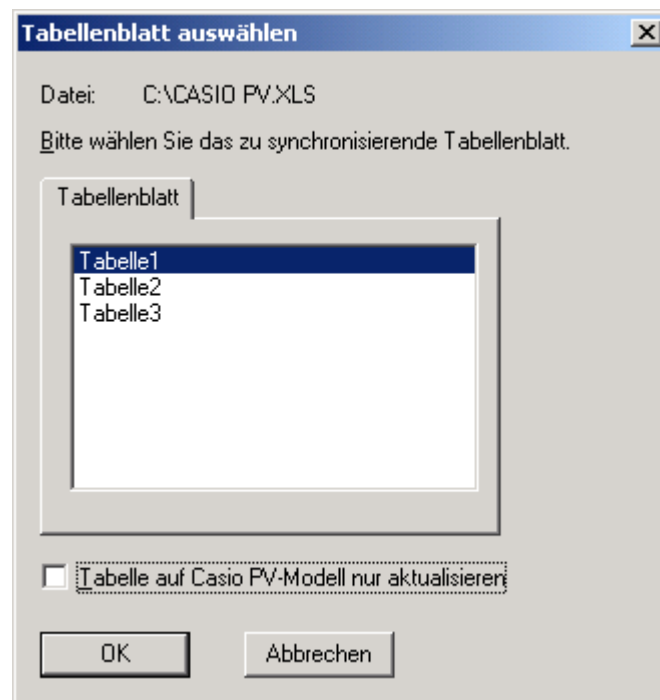 Tabellenblatt auswählen
Datei: C:\CASIO PV.XLS
Bitte wählen Sie das zu synchronisierende Tabellenblatt.
Tabellenblatt
Tabelle1
Tabelle2
Tabelle3
Tabelle auf Casio PV-Modell nur aktualisieren
OK Abbrechen